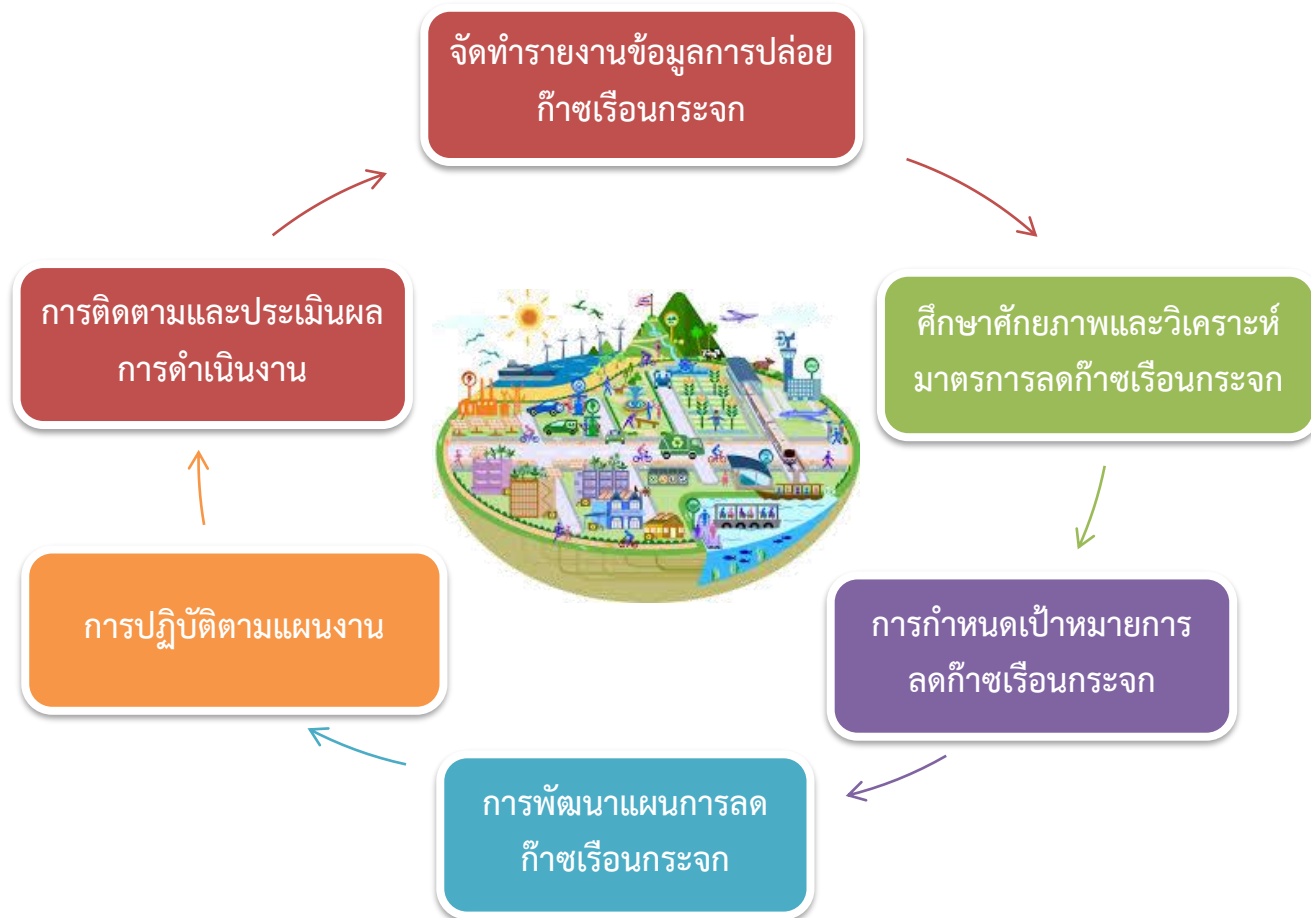 จัดทำรายงานข้อมูลการปล่อย
ก๊าซเรือนกระจก
ศึกษาศักยภาพและวิเคราะห์
มาตรการลดก๊าซเรือนกระจก
การกำหนดเป้าหมายการ
ลดก๊าซเรือนกระจก
การพัฒนาแผนการลด
ก๊าซเรือนกระจก
การปฏิบัติตามแผนงาน
การติดตามและประเมินผล
การดำเนินงาน